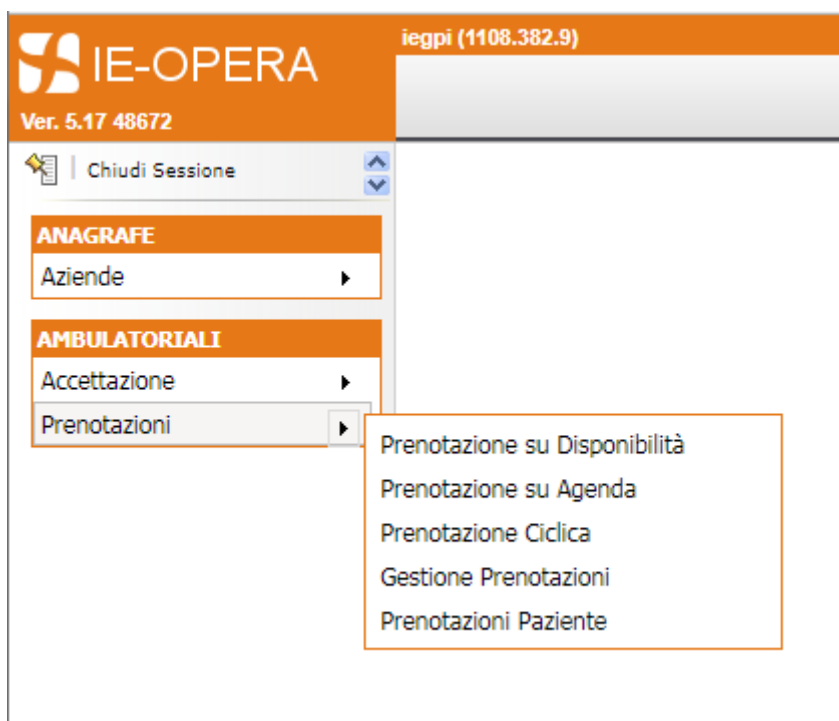 IE-OPERA
iegpi (1108.382.9)
Ver. 5.17 48672
Chiudi Sessione
ANAGRAFE
Aziende
AMBULATORIALI
Accettazione
Prenotazioni
Prenotazione su Disponibilità
Prenotazione su Agenda
Prenotazione Ciclica
Gestione Prenotazioni
Prenotazioni Paziente